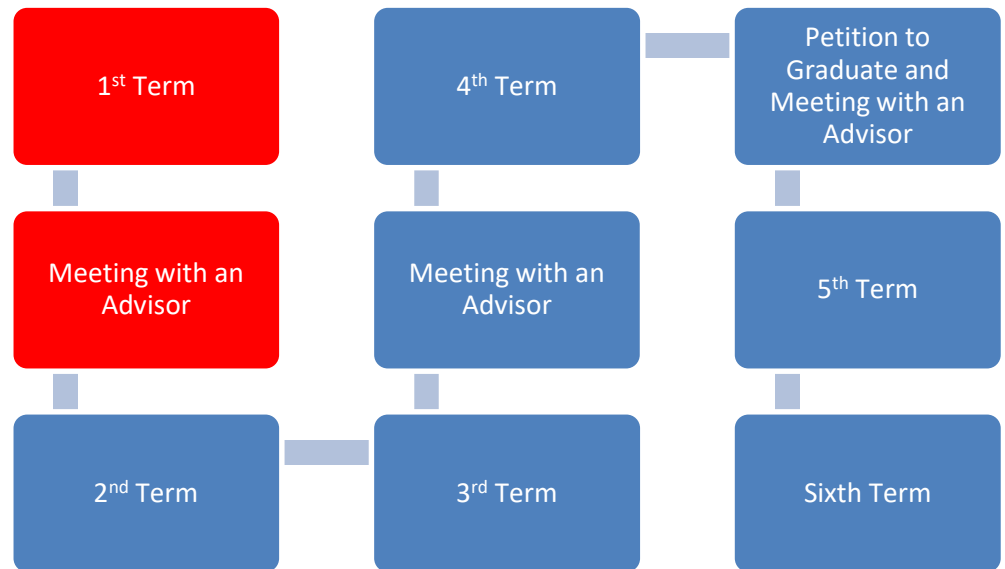 1st Term
Meeting with an
Advisor
2nd Term
3rd Term
Meeting with an
Advisor
4th Term
Petition to
Graduate and
Meeting with an
Advisor
5th Term
Sixth Term